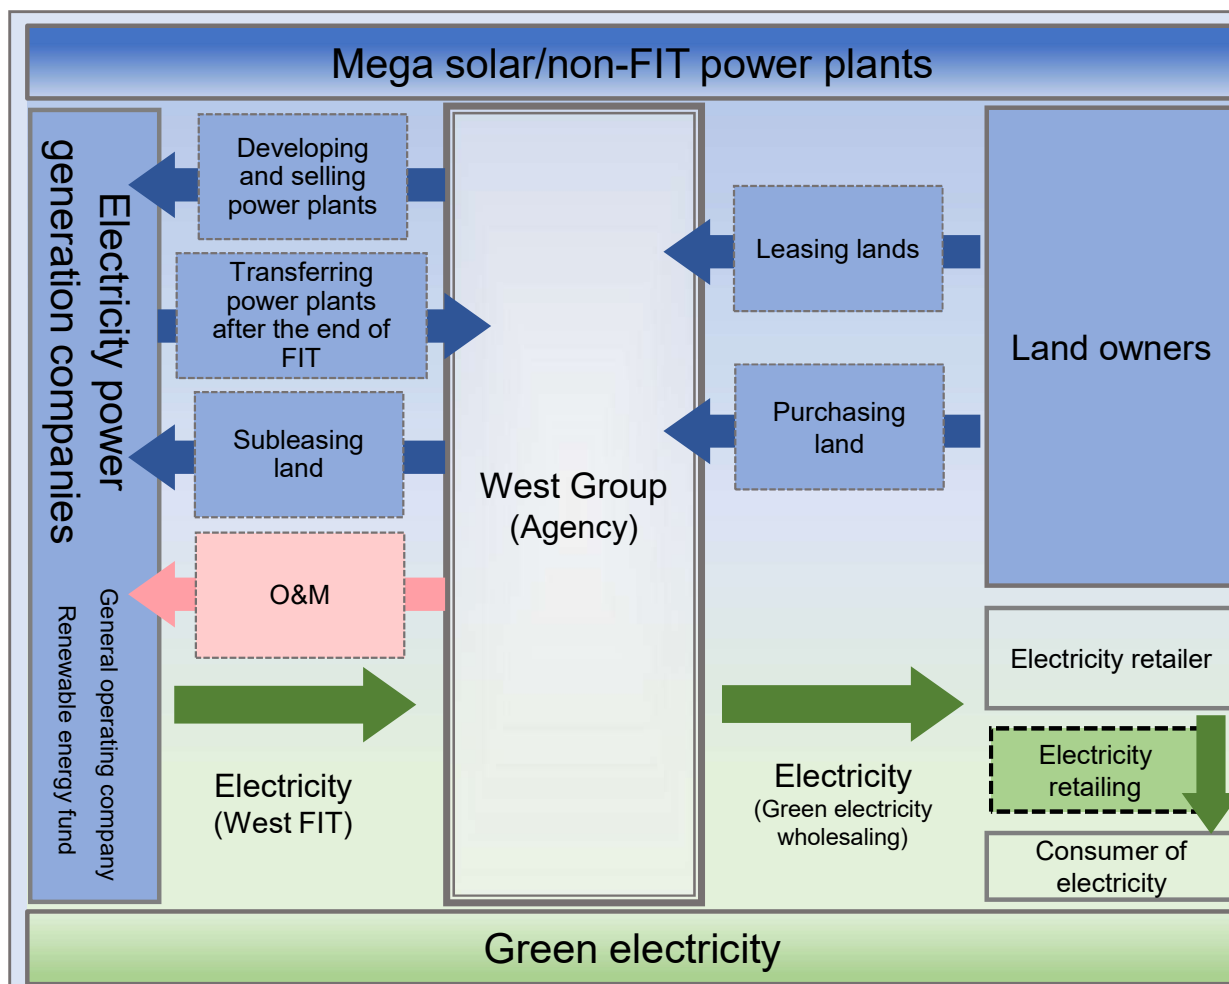 Mega solar/non-FIT power plants
Electricity power
generation companies
General operating company
Renewable energy fund
Developing
and selling
power plants
Transferring
power plants
after the end of
FIT
Subleasing
land
O&M
Electricity
(West FIT)
West Group
(Agency)
Leasing lands
Purchasing
land
Electricity
(Green electricity
wholesaling)
Land owners
Electricity retailer
Electricity
retailing
Consumer of
electricity
Green electricity